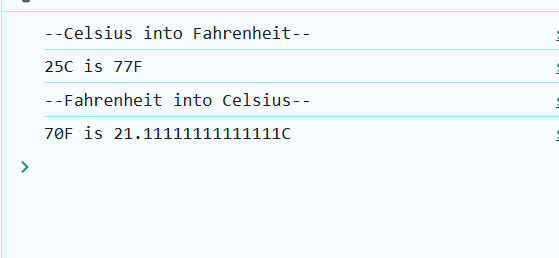 --Celsius into Fahrenheit--
25C is 77F
--Fahrenheit into Celsius--
70F is 21.11111111111111C
>